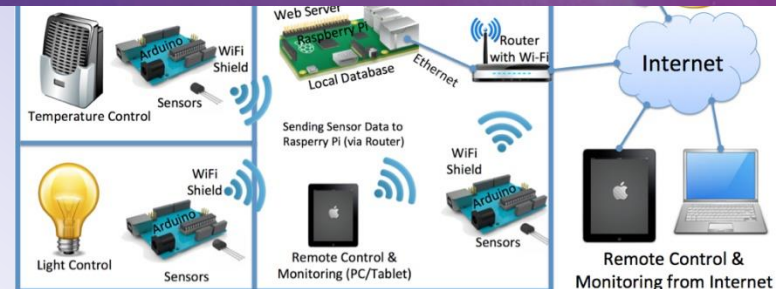 Arduino
WiFi
Shield
Sensors
Temperature Control
WiFi
Shield
Arduino
Light Control
Sensors
Web Server
Raspberry Pi
Local Database
Ethernet
Router
with Wi-Fi
Sending Sensor Data to
Rasperry Pi (via Router)
WiFi
Shield
Arduino
Sensors
Remote Control &
Monitoring (PC/Tablet)
Internet
Remote Control &
Monitoring from Internet